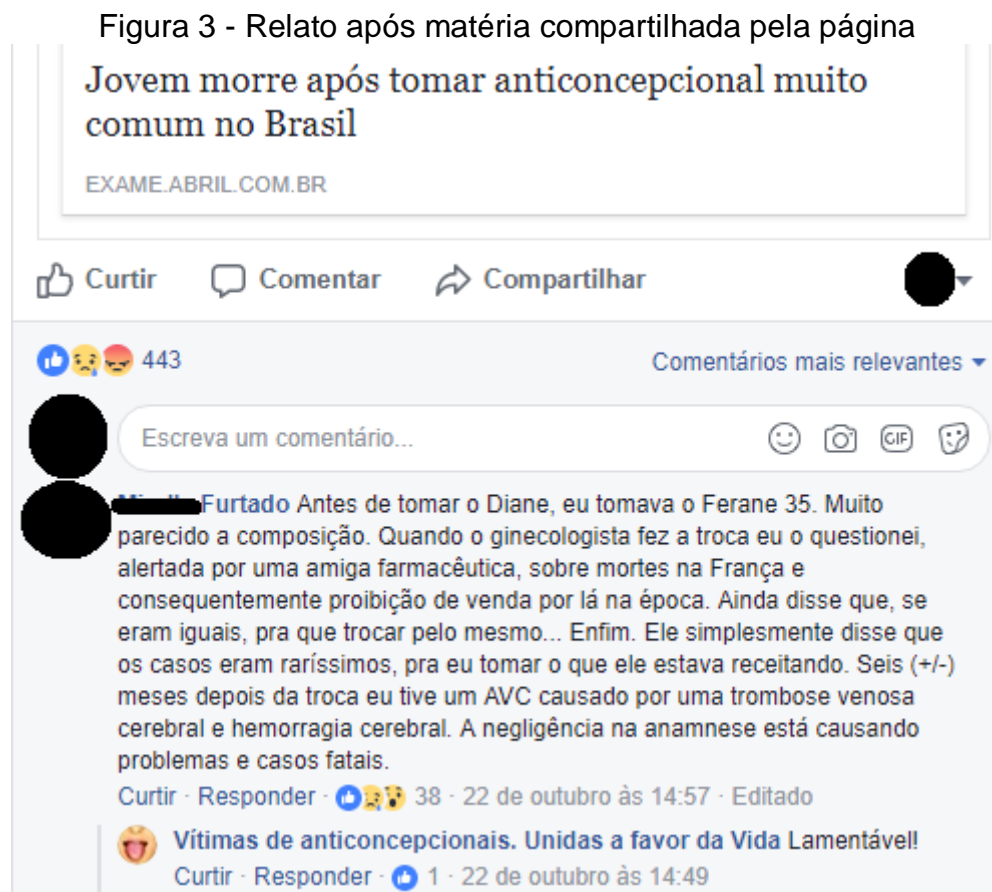 Figura 3 - Relato após matéria compartilhada pela página
Jovem morre após tomar anticoncepcional muito
comum no Brasil
EXAME.ABRIL.COM.BR
Curtir Comentar Compartilhar
443 Comentários mais relevantes
Escreva um comentário... GIF
Furtado Antes de tomar o Diane, eu tomava o Ferane 35. Muito
parecido a composição. Quando o ginecologista fez a troca eu o questionei,
alertada por uma amiga farmacêutica, sobre mortes na França e
consequentemente proibição de venda por lá na época. Ainda disse que, se
eram iguais, pra que trocar pelo mesmo... Enfim. Ele simplesmente disse que
os casos eram raríssimos, pra eu tomar o que ele estava receitando. Seis (+/-)
meses depois da troca eu tive um AVC causado por uma trombose venosa
cerebral e hemorragia cerebral. A negligência na anamnese está causando
problemas e casos fatais.
Curtir · Responder · 38 · 22 de outubro às 14:57 · Editado
Vítimas de anticoncepcionais. Unidas a favor da Vida Lamentável!
Curtir · Responder · 1 · 22 de outubro às 14:49